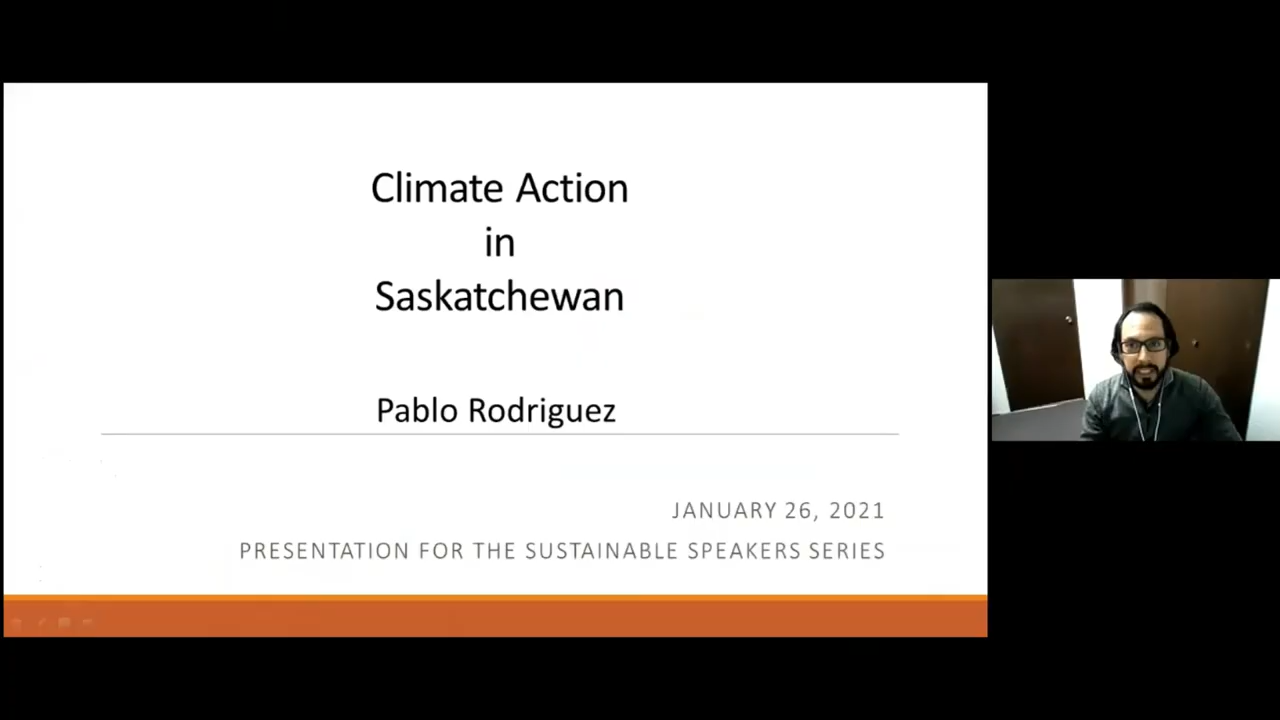 Climate Action
in
Saskatchewan
Pablo Rodriguez
JANUARY 26, 2021
PRESENTATION FOR THE SUSTAINABLE SPEAKERS SERIES